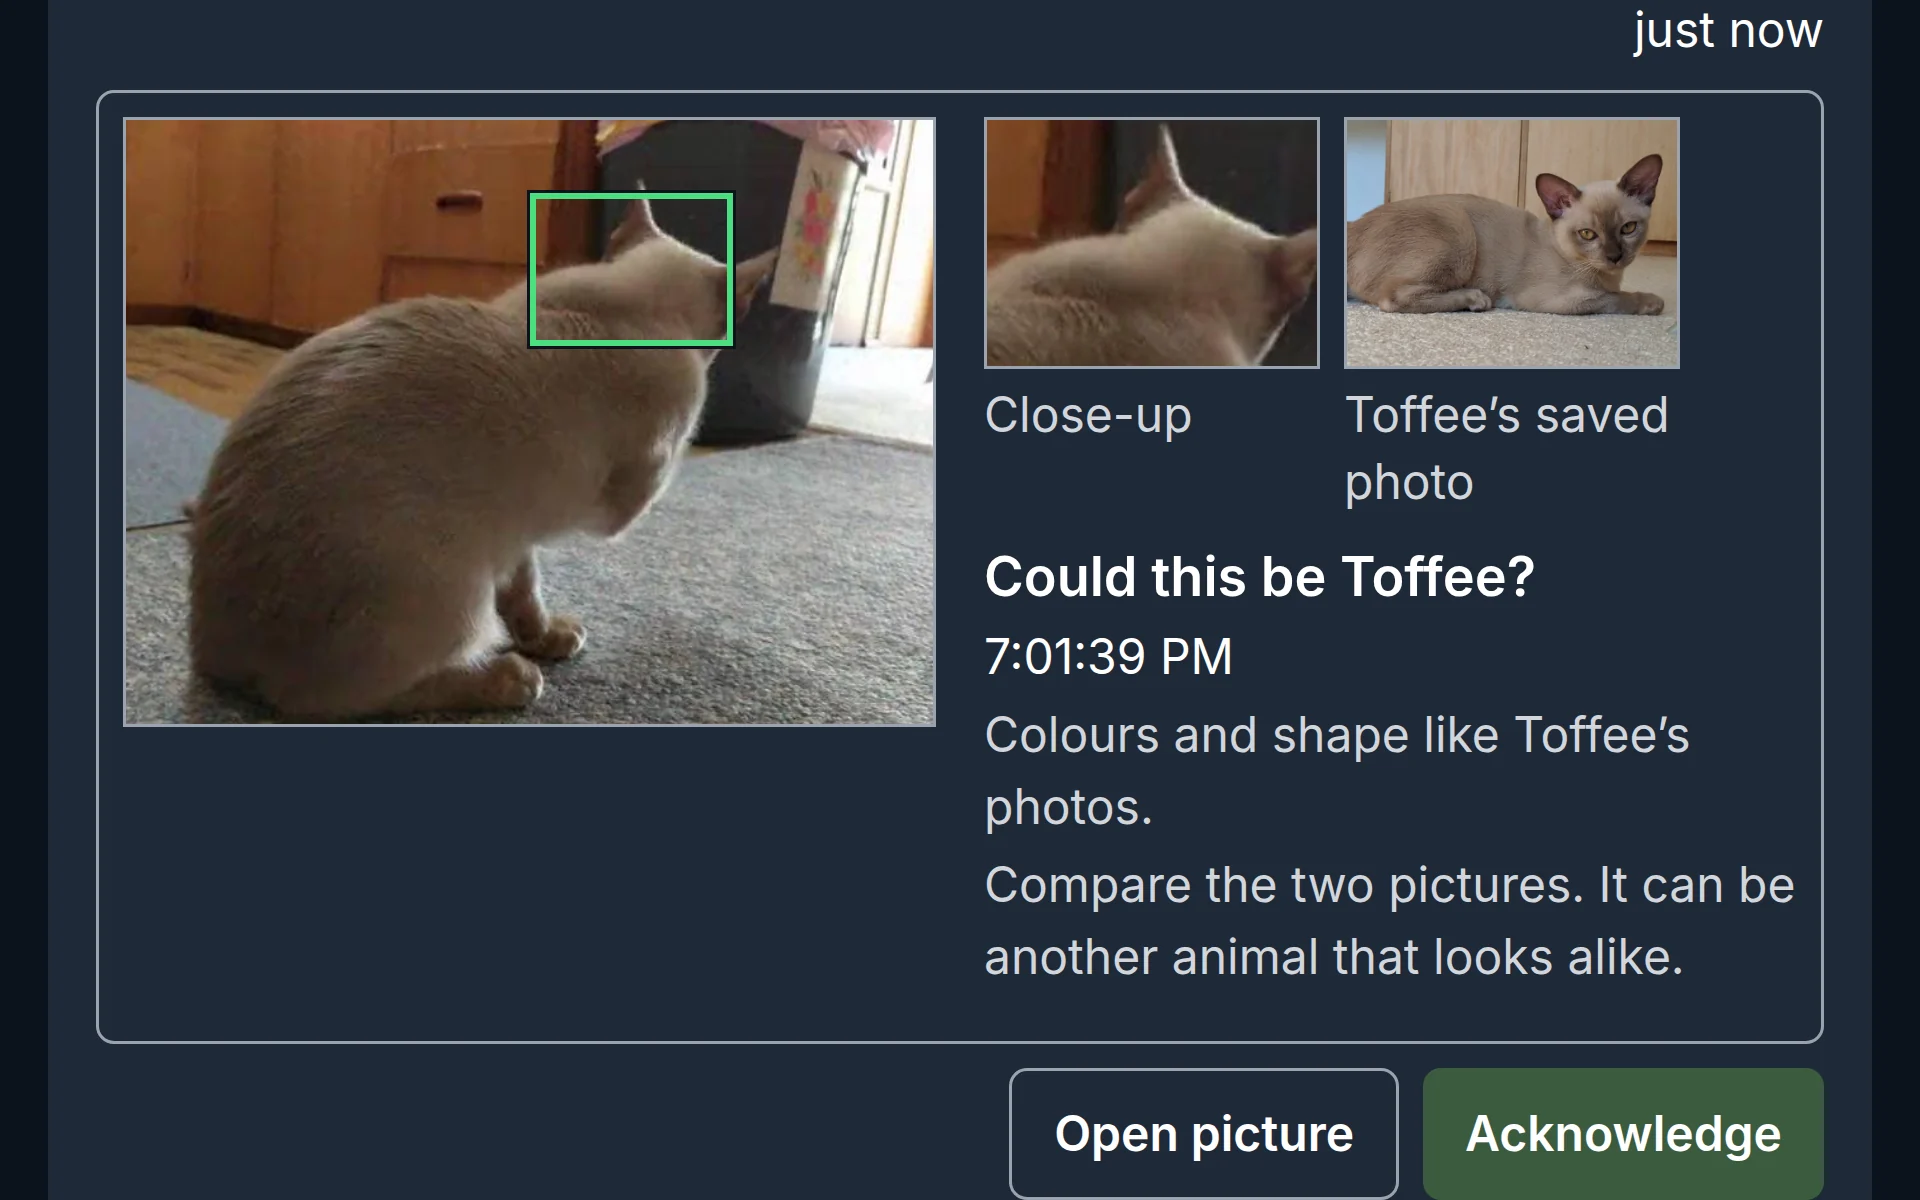 just now
Close-up
Toffee’s saved
photo
Could this be Toffee?
7:01:39 PM
Colours and shape like Toffee’s
photos.
Compare the two pictures. It can be
another animal that looks alike.
Open picture
Acknowledge